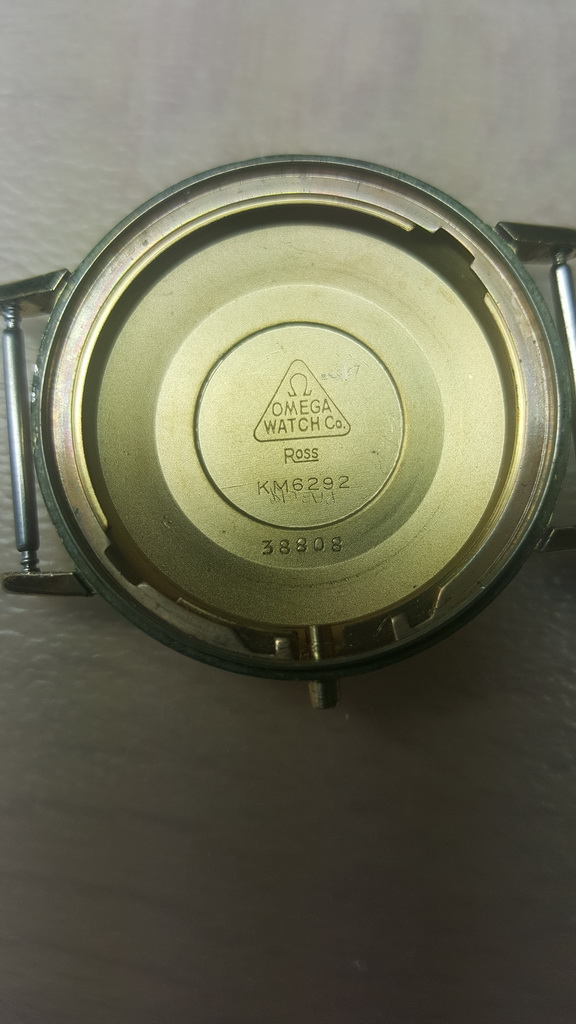 Ω
OMEGA
WATCH Co.
Ross
KM6292
38808